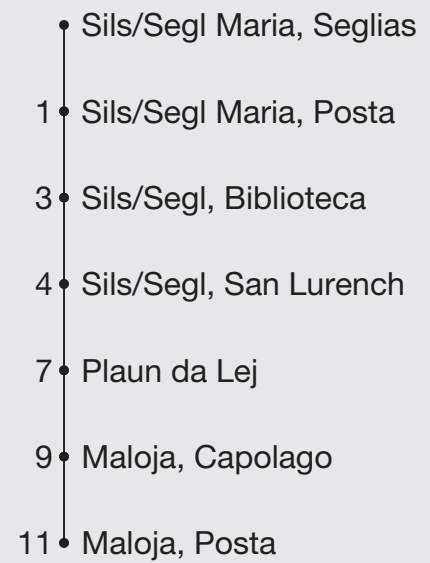 Sils/Segl Maria, Seglias
1 Sils/Segl Maria, Posta
3 Sils/Segl, Biblioteca
4 Sils/Segl, San Lurench
7 Plaun da Lej
9 Maloja, Capolago
11 Maloja, Posta